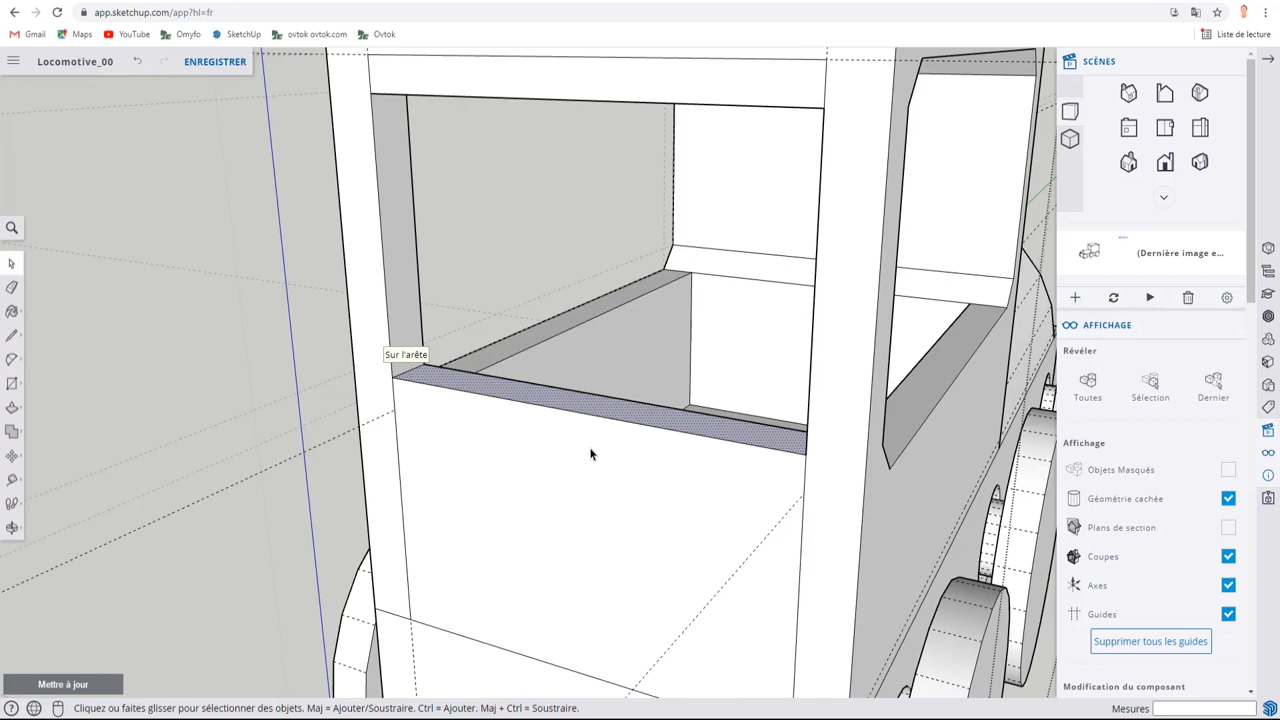 app.sketchup.com/app?hl=fr
Gmail
Maps
YouTube
Omyfo
SketchUp
ovtok ovtok.com
Ovtok
Liste de lecture
Locomotive_00
ENREGISTRER
SCÈNES
(Dernière image e...
AFFICHAGE
Révéler
Toutes
Sélection
Dernier
Affichage
Objets Masqués
Géométrie cachée
Plans de section
Coupes
Axes
Guides
Supprimer tous les guides
Modification du composant
Sur l'arête
Mettre à jour
Cliquez ou faites glisser pour sélectionner des objets. Maj = Ajouter/Soustraire. Ctrl = Ajouter. Maj + Ctrl = Soustraire.
Mesures